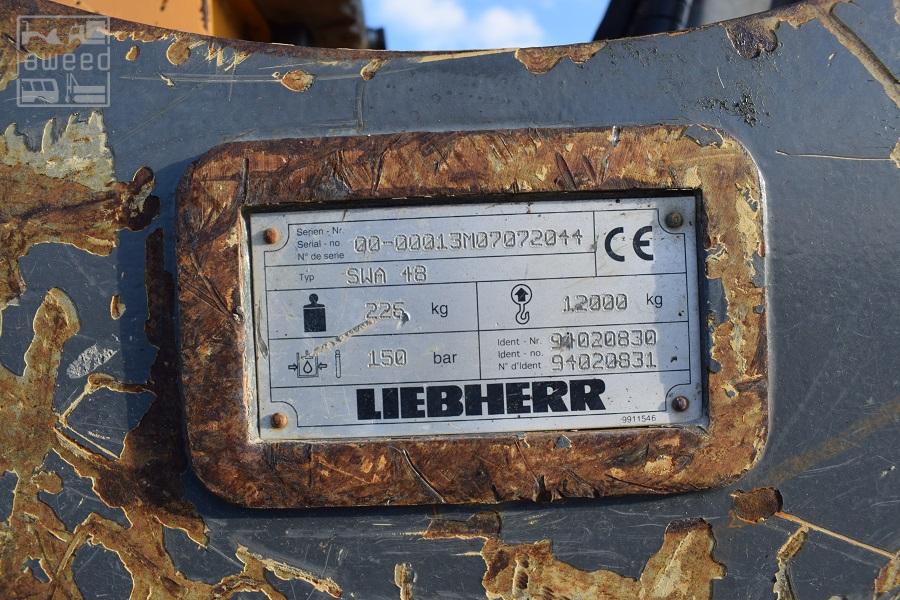 aweed
Serien - Nr.
Serial - no
N° de serie
00-00013M07072044
CE
Typ SWA 48
226 kg
12000 kg
150 bar
Ident - Nr. 94020830
Ident - no.
N° d'Ident 94020831
LIEBHERR
9911546